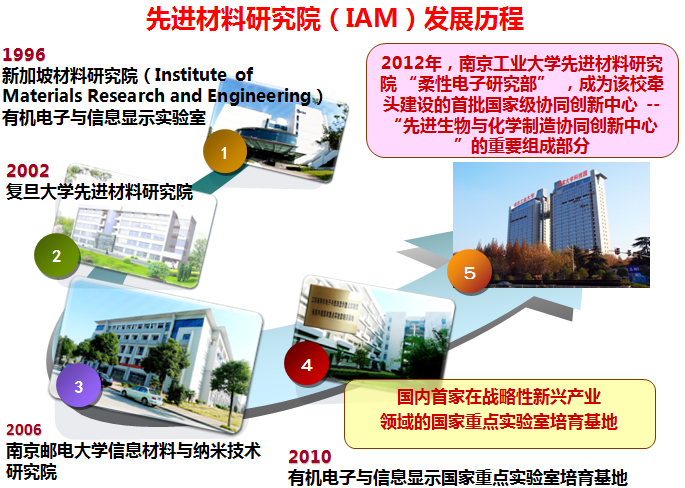 先进材料研究院（IAM）发展历程
1996
新加坡材料研究院（Institute of
Materials Research and Engineering）
有机电子与信息显示实验室
1
2002
复旦大学先进材料研究院
2
3
2006
南京邮电大学信息材料与纳米技术
研究院
4
国内首家在战略性新兴产业
领域的国家重点实验室培育基地
2010
有机电子与信息显示国家重点实验室培育基地
2012年，南京工业大学先进材料研究
院 “柔性电子研究部” ，成为该校牵
头建设的首批国家级协同创新中心 --
“先进生物与化学制造协同创新中心
”的重要组成部分
5